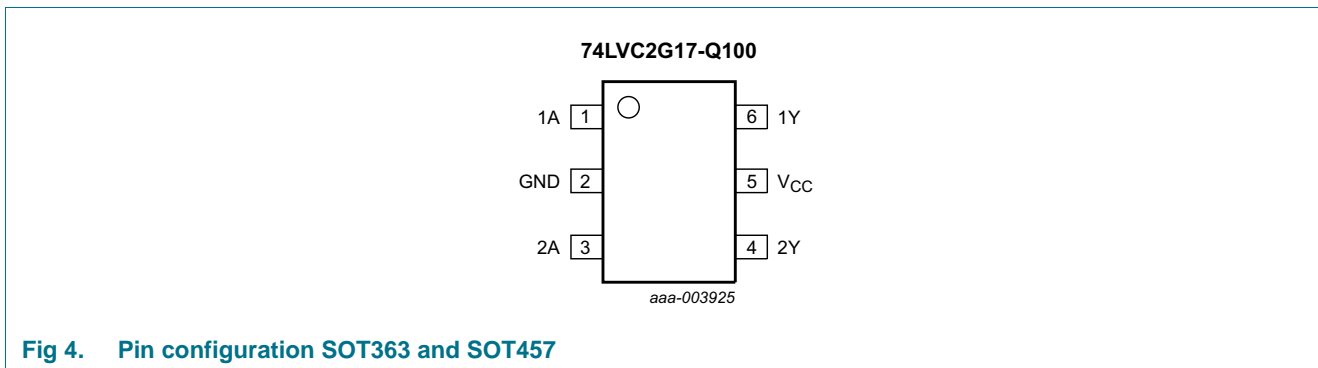 74LVC2G17-Q100
1A 1 6 1Y
GND 2 5 VCC
2A 3 4 2Y
aaa-003925
Fig 4. Pin configuration SOT363 and SOT457